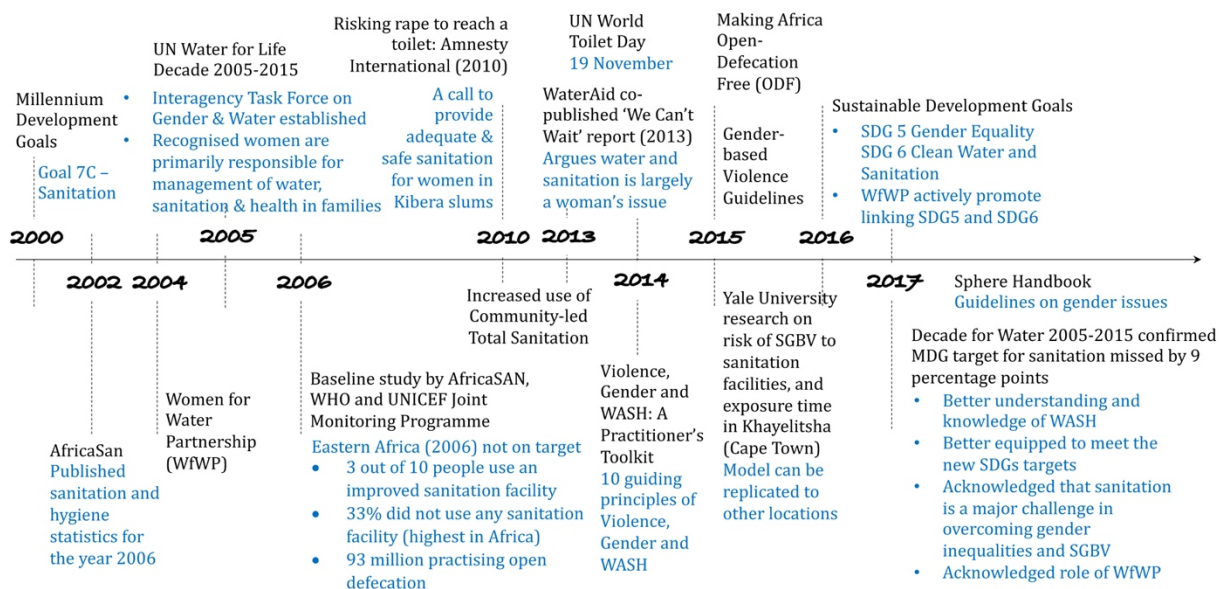 Millennium
Development
Goals
Goal 7C –
Sanitation
UN Water for Life
Decade 2005-2015
• Interagency Task Force on
Gender & Water established
• Recognised women are
primarily responsible for
management of water,
sanitation & health in families
Risking rape to reach a
toilet: Amnesty
International (2010)
A call to
provide
adequate &
safe sanitation
for women in
Kibera slums
UN World
Toilet Day
19 November
WaterAid co-
published ‘We Can’t
Wait’ report (2013)
Argues water and
sanitation is largely
a woman’s issue
Making Africa
Open-
Defecation
Free (ODF)
Gender-
based
Violence
Guidelines
Sustainable Development Goals
• SDG 5 Gender Equality
SDG 6 Clean Water and
Sanitation
• WfWP actively promote
linking SDG5 and SDG6
2000
2005
2010
2013
2015
2016
2002
2004
2006
2014
2017
AfricaSan
Published
sanitation and
hygiene
statistics for
the year 2006
Women for
Water
Partnership
(WfWP)
Baseline study by AfricaSAN,
WHO and UNICEF Joint
Monitoring Programme
Eastern Africa (2006) not on target
• 3 out of 10 people use an
improved sanitation facility
• 33% did not use any sanitation
facility (highest in Africa)
• 93 million practising open
defecation
Increased use of
Community-led
Total Sanitation
Violence,
Gender and
WASH: A
Practitioner’s
Toolkit
10 guiding
principles of
Violence,
Gender and
WASH
Yale University
research on
risk of SGBV to
sanitation
facilities, and
exposure time
in Khayelitsha
(Cape Town)
Model can be
replicated to
other locations
Sphere Handbook
Guidelines on gender issues
Decade for Water 2005-2015 confirmed
MDG target for sanitation missed by 9
percentage points
• Better understanding and
knowledge of WASH
• Better equipped to meet the
new SDGs targets
• Acknowledged that sanitation
is a major challenge in
overcoming gender
inequalities and SGBV
• Acknowledged role of WfWP